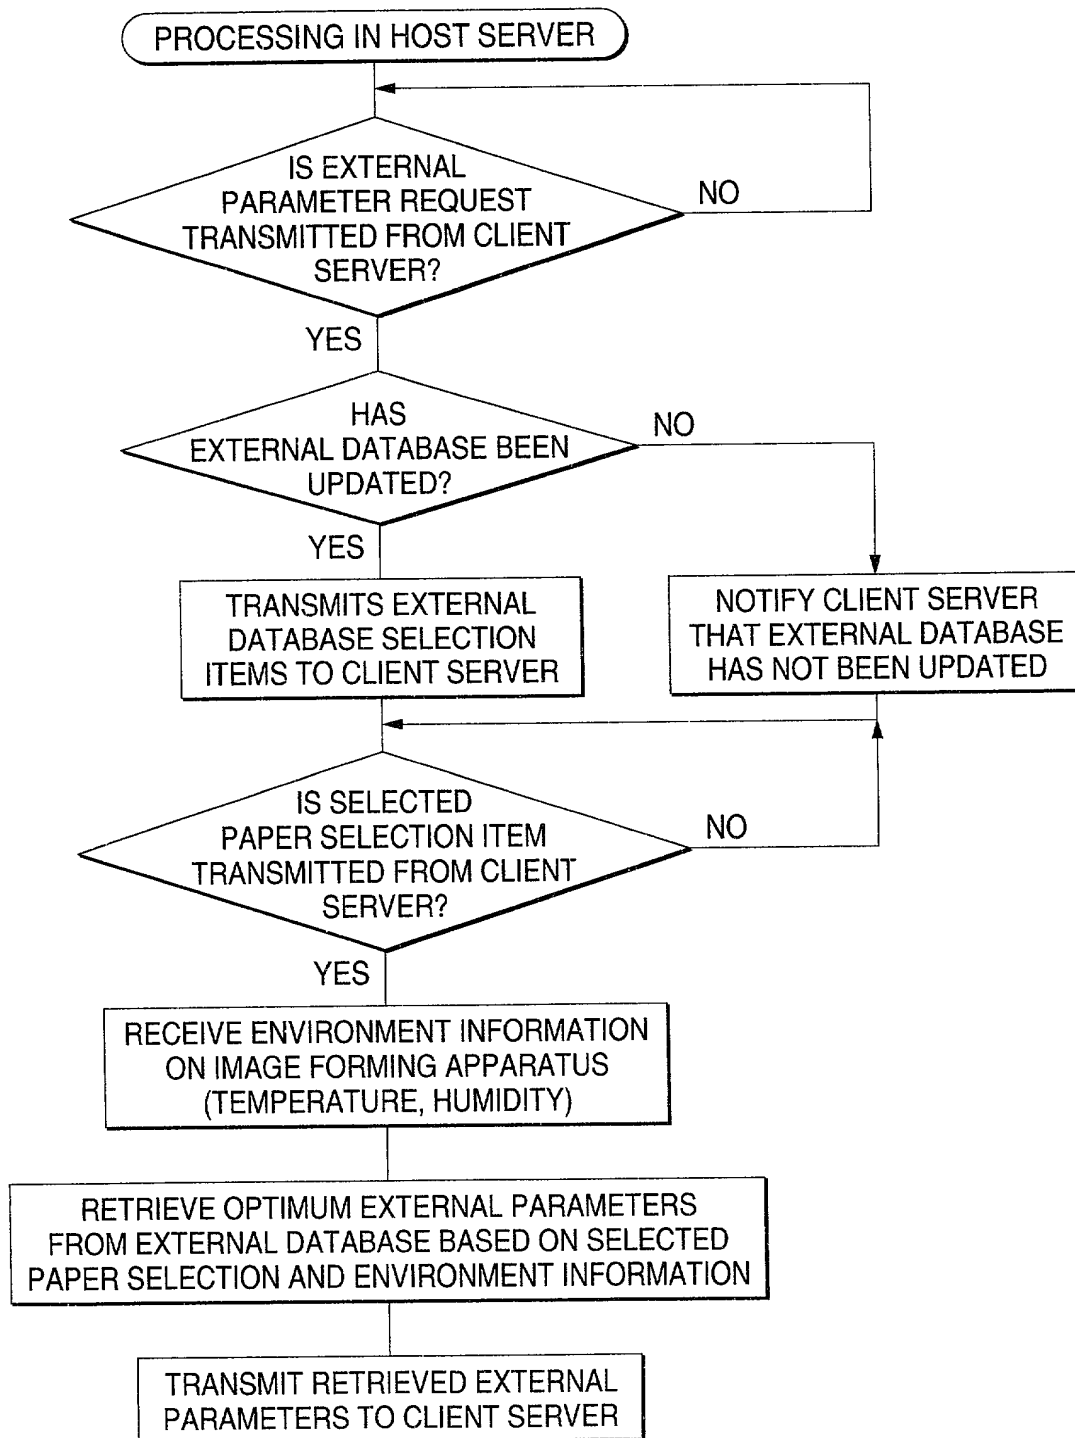 PROCESSING IN HOST SERVER
IS EXTERNAL
PARAMETER REQUEST
TRANSMITTED FROM CLIENT
SERVER?
NO
YES
HAS
EXTERNAL DATABASE BEEN
UPDATED?
NO
YES
TRANSMITS EXTERNAL
DATABASE SELECTION
ITEMS TO CLIENT SERVER
NOTIFY CLIENT SERVER
THAT EXTERNAL DATABASE
HAS NOT BEEN UPDATED
IS SELECTED
PAPER SELECTION ITEM
TRANSMITTED FROM CLIENT
SERVER?
NO
YES
RECEIVE ENVIRONMENT INFORMATION
ON IMAGE FORMING APPARATUS
(TEMPERATURE, HUMIDITY)
RETRIEVE OPTIMUM EXTERNAL PARAMETERS
FROM EXTERNAL DATABASE BASED ON SELECTED
PAPER SELECTION AND ENVIRONMENT INFORMATION
TRANSMIT RETRIEVED EXTERNAL
PARAMETERS TO CLIENT SERVER